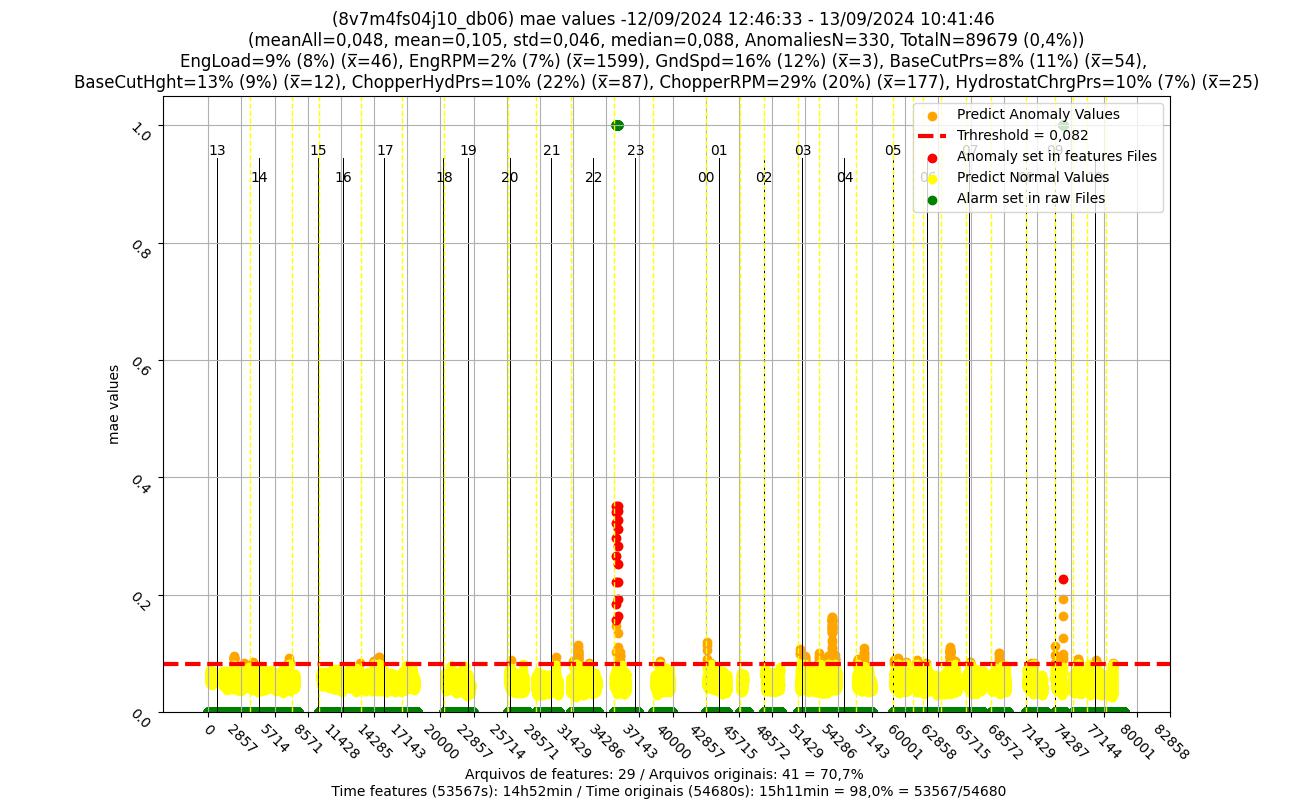 (8v7m4fs04j10_db06) mae values -12/09/2024 12:46:33 - 13/09/2024 10:41:46
(meanAll=0,048, mean=0,105, std=0,046, median=0,088, AnomaliesN=330, TotalN=89679 (0,4%))
EngLoad=9% (8%) (x̅=46), EngRPM=2% (7%) (x̅=1599), GndSpd=16% (12%) (x̅=3), BaseCutPrs=8% (11%) (x̅=54),
BaseCutHght=13% (9%) (x̅=12), ChopperHydPrs=10% (22%) (x̅=87), ChopperRPM=29% (20%) (x̅=177), HydrostatChrgPrs=10% (7%) (x̅=25)
Predict Anomaly Values
Trhreshold = 0,082
Anomaly set in features Files
Predict Normal Values
Alarm set in raw Files
13 15 17 19 21 23 01 03 05 07 09
14 16 18 20 22 00 02 04 06
1.0
0.8
0.6
0.4
0.2
0.0
mae values
0 2857 5714 8571 11428 14285 17143 20000 22857 25714 28571 31429 34286 37143 40000 42857 45715 48572 51429 54286 57143 60001 62858 65715 68572 71429 74287 77144 80001 82858
Arquivos de features: 29 / Arquivos originais: 41 = 70,7%
Time features (53567s): 14h52min / Time originais (54680s): 15h11min = 98,0% = 53567/54680